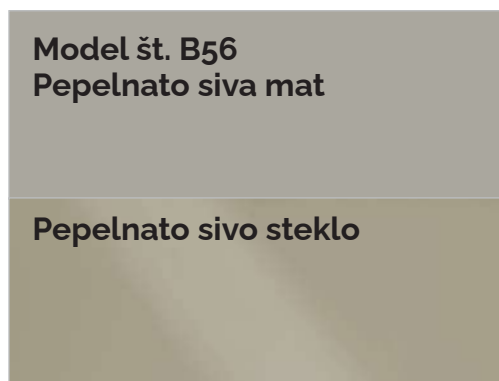 Model št. B56
Pepelnato siva mat
Pepelnato sivo steklo